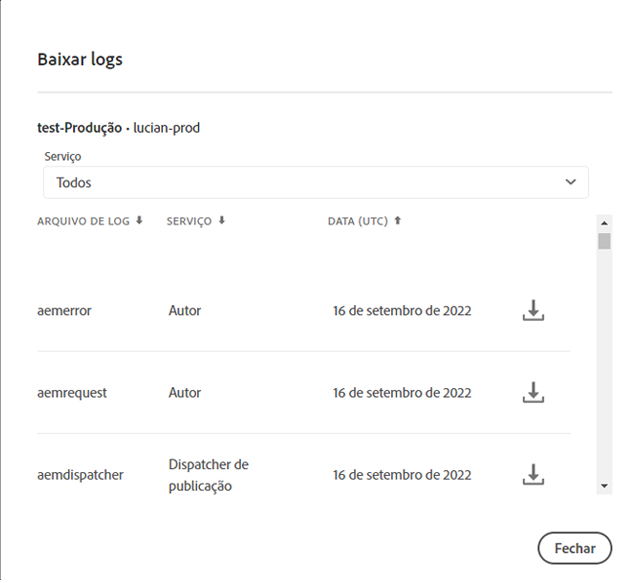 Baixar logs
test-Produção • lucian-prod
Serviço
Todos
ARQUIVO DE LOG SERVIÇO DATA (UTC)
aemerror Autor 16 de setembro de 2022
aemrequest Autor 16 de setembro de 2022
aemdispatcher Dispatcher de publicação 16 de setembro de 2022
Fechar